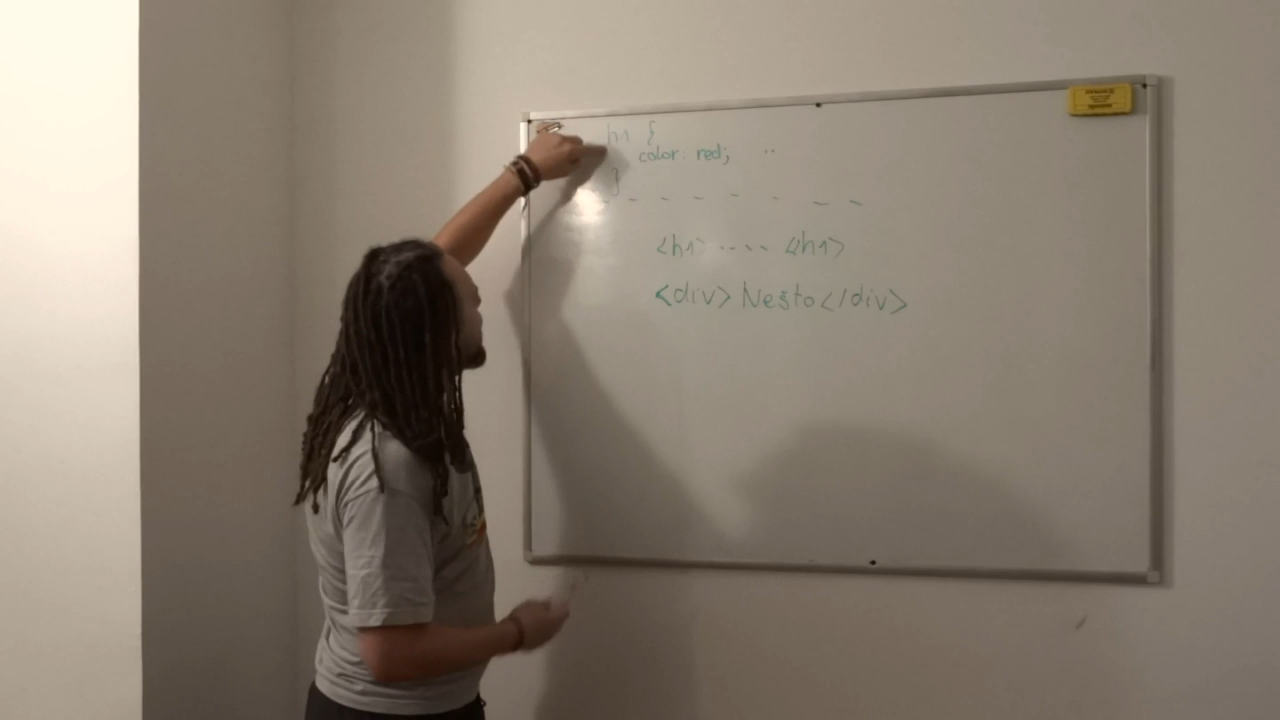 h1 {
color: red; ..
}
- - - - - - -
<h1> .... </h1>
<div> Nešto </div>